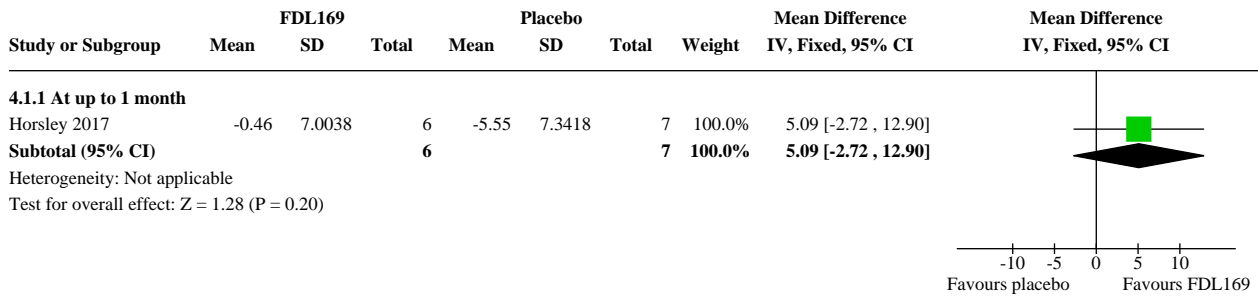 FDL169 Placebo Mean Difference Mean Difference
Study or Subgroup Mean SD Total Mean SD Total Weight IV, Fixed, 95% CI IV, Fixed, 95% CI
4.1.1 At up to 1 month
Horsley 2017 -0.46 7.0038 6 -5.55 7.3418 7 100.0% 5.09 [-2.72 , 12.90]
Subtotal (95% CI) 6 7 100.0% 5.09 [-2.72 , 12.90]
Heterogeneity: Not applicable
Test for overall effect: Z = 1.28 (P = 0.20)
-10 -5 0 5 10
Favours placebo Favours FDL169